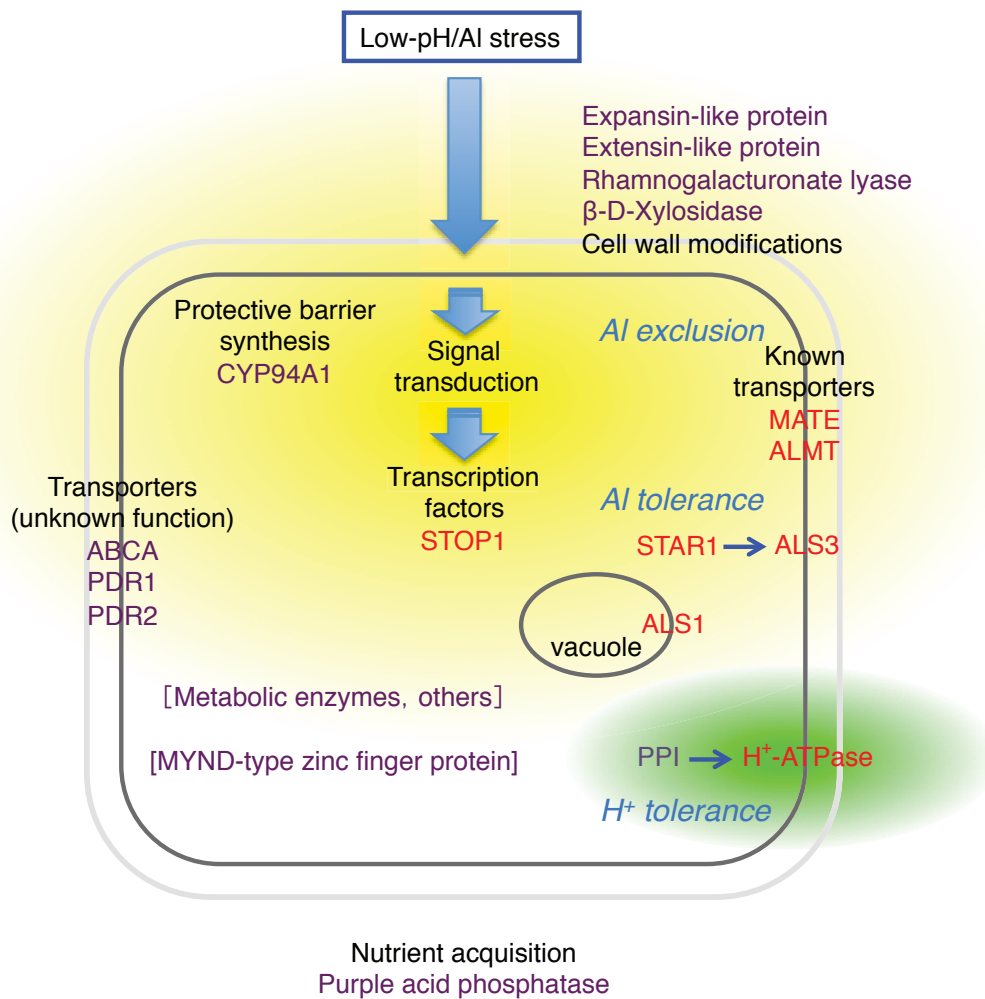 Low-pH/Al stress
Expansin-like protein
Extensin-like protein
Rhamnogalacturonate lyase
β-D-Xylosidase
Cell wall modifications
Protective barrier
synthesis
CYP94A1
Signal
transduction
Al exclusion
Known
transporters
MATE
ALMT
Transporters
(unknown function)
ABCA
PDR1
PDR2
Transcription
factors
STOP1
Al tolerance
STAR1 → ALS3
ALS1
vacuole
[Metabolic enzymes, others]
[MYND-type zinc finger protein]
PPI → H⁺-ATPase
H⁺ tolerance
Nutrient acquisition
Purple acid phosphatase